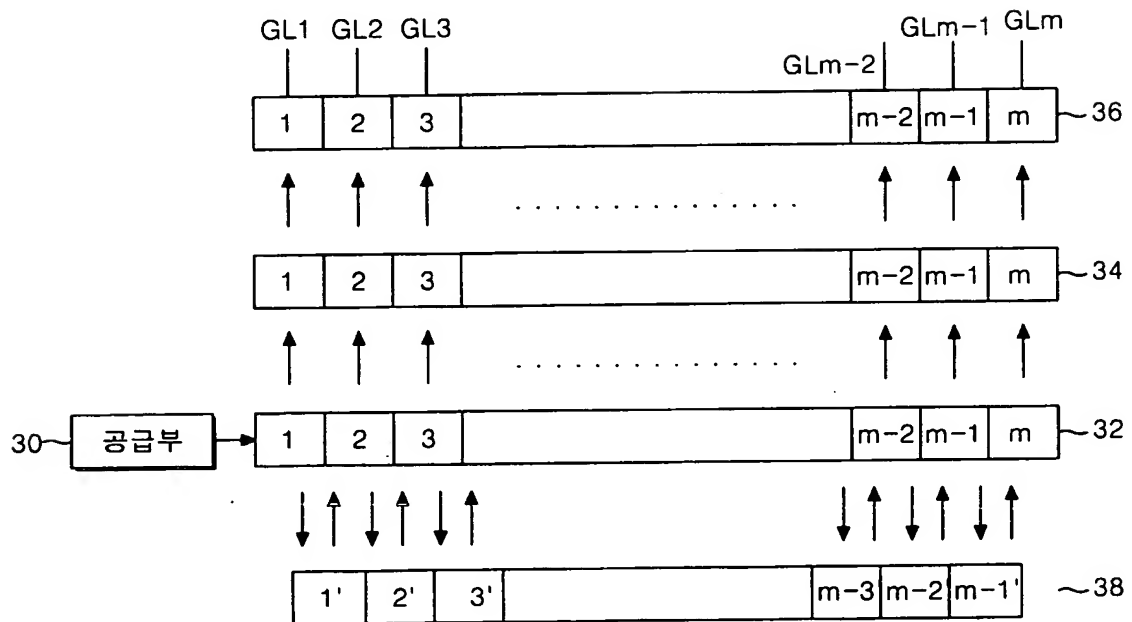 GL1 GL2 GL3 GLm-2 GLm-1 GLm
1 2 3 m-2 m-1 m 36
1 2 3 m-2 m-1 m 34
30 공급부 1 2 3 m-2 m-1 m 32
1' 2' 3' m-3 m-2 m-1' 38